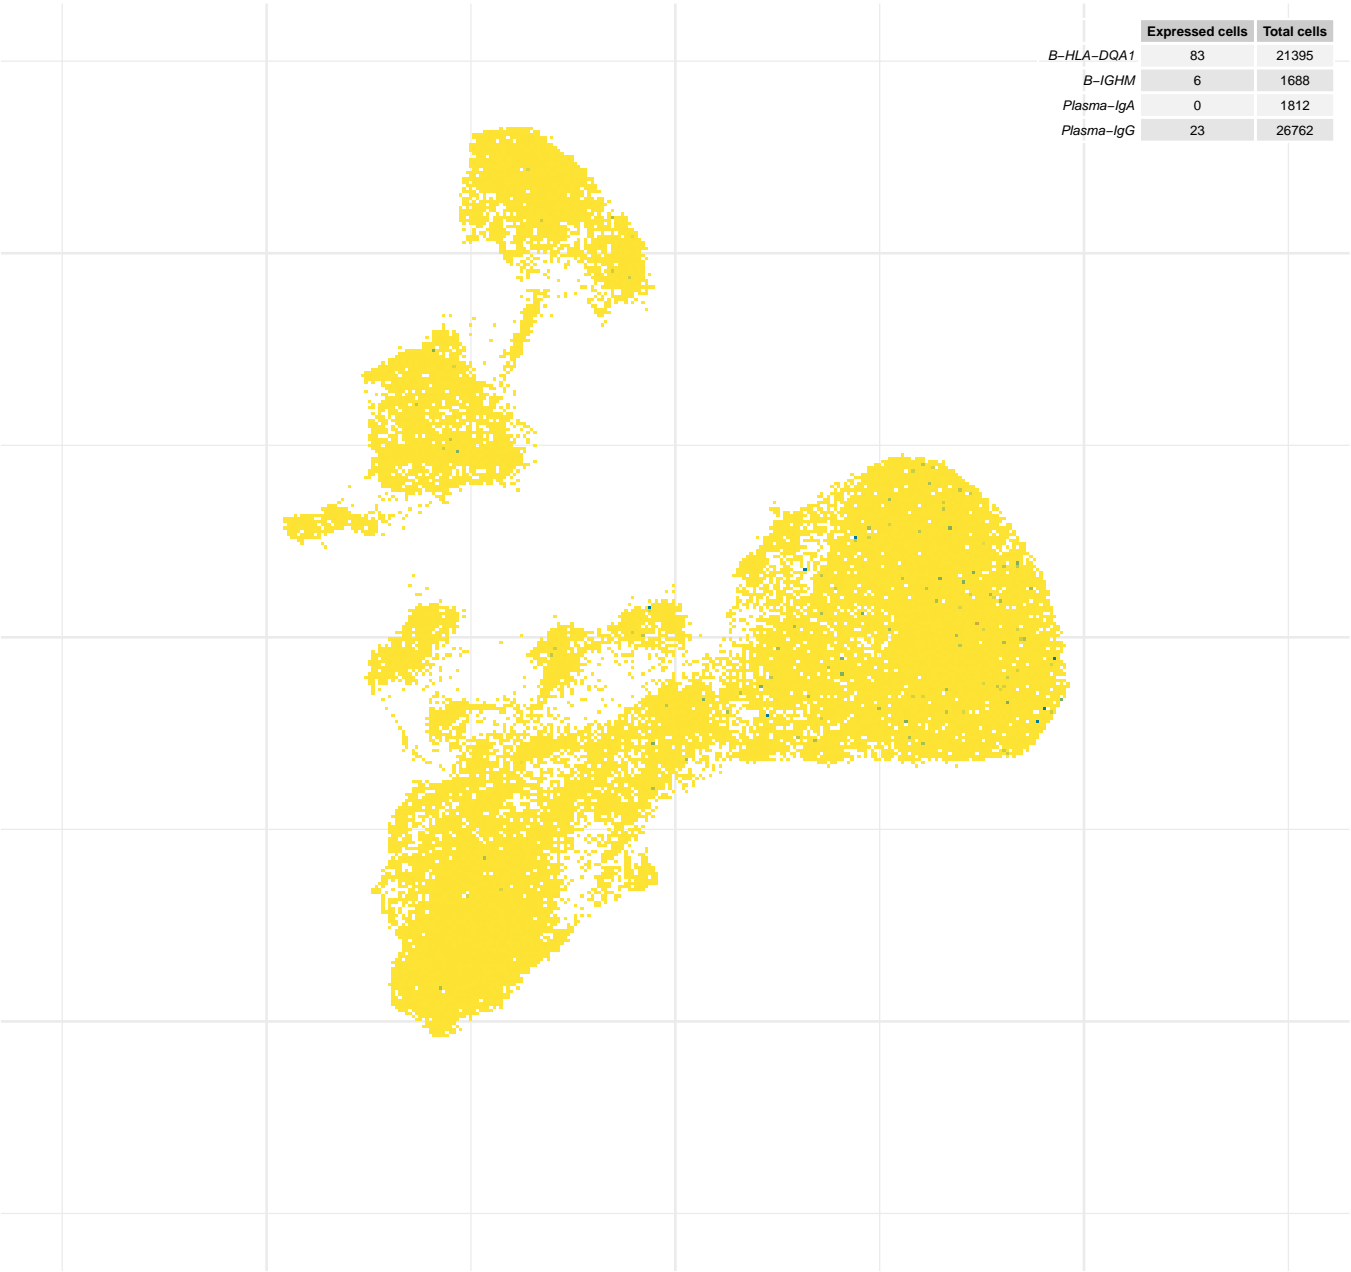 Expressed cells Total cells
B−HLA−DQA1 83 21395
B−IGHM 6 1688
Plasma−IgA 0 1812
Plasma−IgG 23 26762